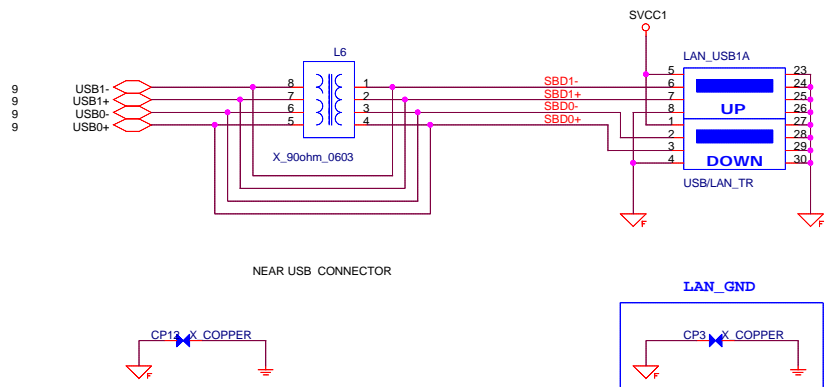 SVCC1
L6
LAN_USB1A
9 USB1- 8 1 SBD1- 5 23
9 USB1+ 7 2 SBD1+ 6 24
9 USB0- 6 3 SBD0- 7 25
9 USB0+ 5 4 SBD0+ 8 UP 26
1 27
2 28
3 29
4 DOWN 30
X_90ohm_0603
USB/LAN_TR
F F
NEAR USB CONNECTOR
LAN_GND
CP12 X_COPPER CP3 X_COPPER
F F